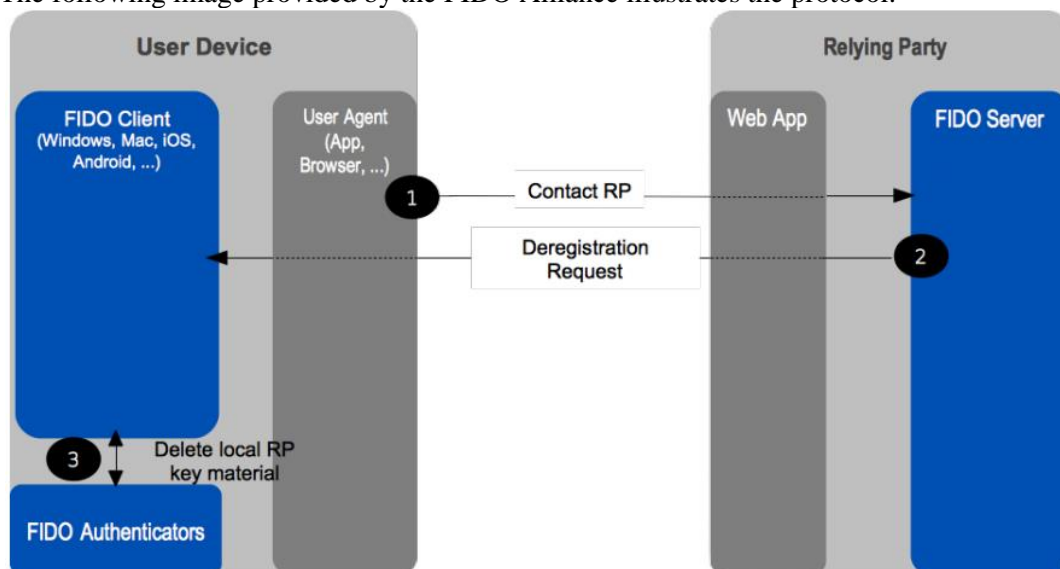 The following image provided by the FIDO Alliance illustrates the protocol.
User Device
Relying Party
FIDO Client
(Windows, Mac, iOS,
Android, ...)
User Agent
(App,
Browser, ...)
Web App
FIDO Server
1
Contact RP
Deregistration
Request
2
3
Delete local RP
key material
FIDO Authenticators